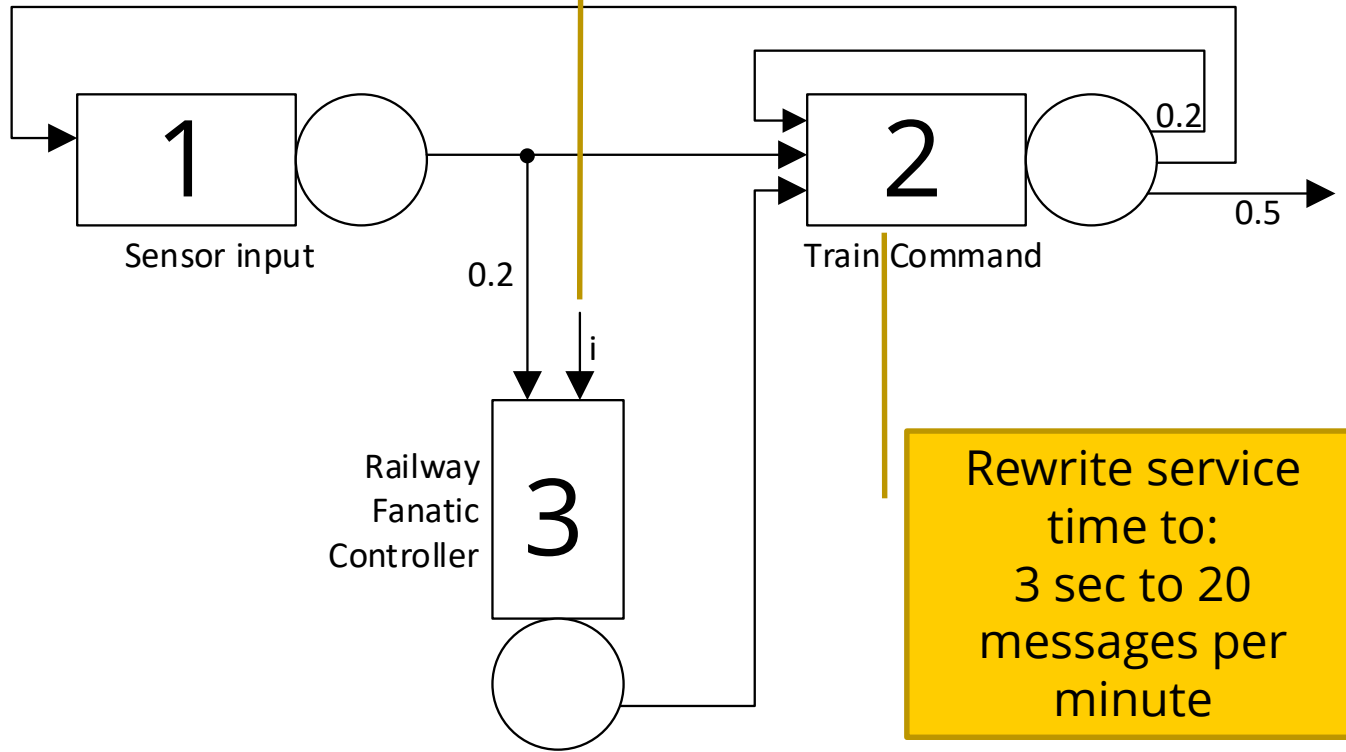 1
2
0.2
0.5
Sensor input
Train Command
0.2
i
Railway
Fanatic
Controller
3
Rewrite service
time to:
3 sec to 20
messages per
minute